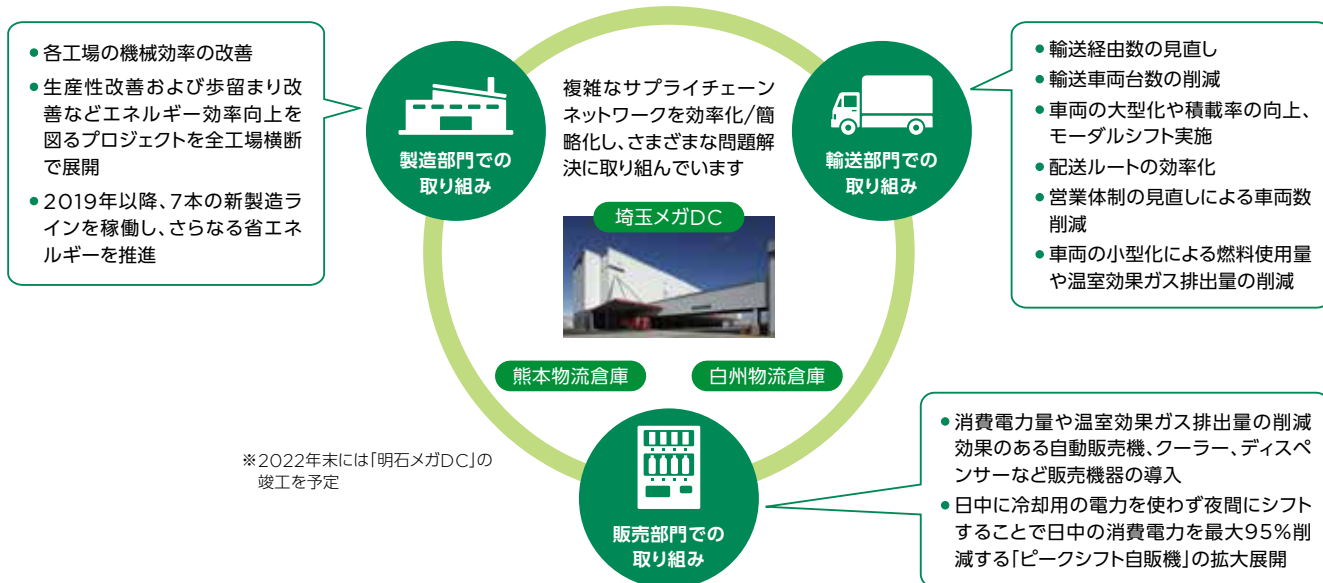 • 各工場の機械効率の改善
• 生産性改善および歩留まり改
善などエネルギー効率向上を
図るプロジェクトを全工場横断
で展開
• 2019年以降、7本の新製造ラ
インを稼働し、さらなる省エネ
ルギーを推進
製造部門での
取り組み
複雑なサプライチェーン
ネットワークを効率化/簡
略化し、さまざまな問題解
決に取り組んでいます
輸送部門での
取り組み
• 輸送経由数の見直し
• 輸送車両台数の削減
• 車両の大型化や積載率の向上、
モーダルシフト実施
• 配送ルートの効率化
• 営業体制の見直しによる車両数
削減
• 車両の小型化による燃料使用量
や温室効果ガス排出量の削減
埼玉メガDC
熊本物流倉庫
白州物流倉庫
※2022年末には「明石メガDC」の
竣工を予定
販売部門での
取り組み
• 消費電力量や温室効果ガス排出量の削減
効果のある自動販売機、クーラー、ディスペ
ンサーなど販売機器の導入
• 日中に冷却用の電力を使わず夜間にシフト
することで日中の消費電力を最大95%削
減する「ピークシフト自販機」の拡大展開